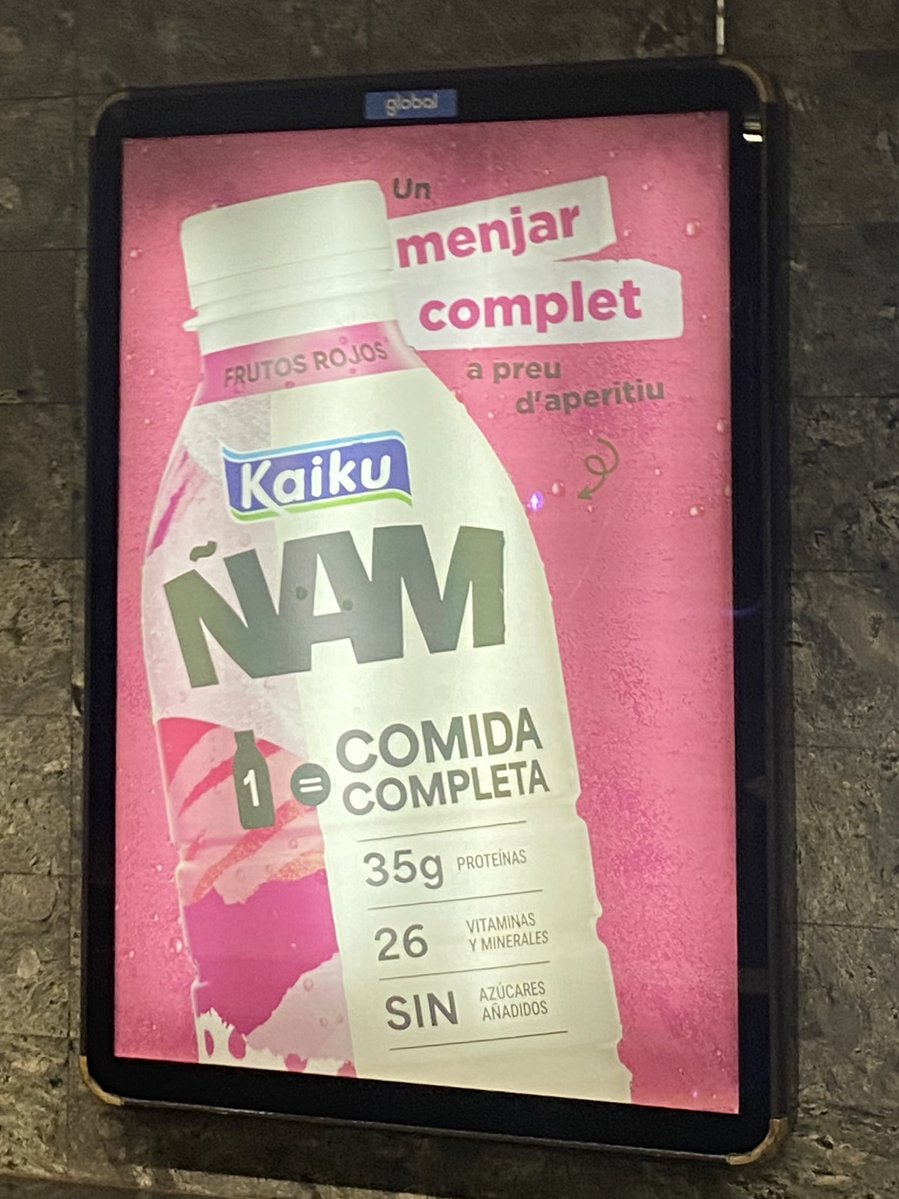 global
Un
menjar
complet
a preu
d'aperitiu
FRUTOS ROJOS
Kaiku
ÑAM
1 = COMIDA
COMPLETA
35g PROTEÍNAS
26 VITAMINAS
Y MINERALES
SIN AZÚCARES
AÑADIDOS